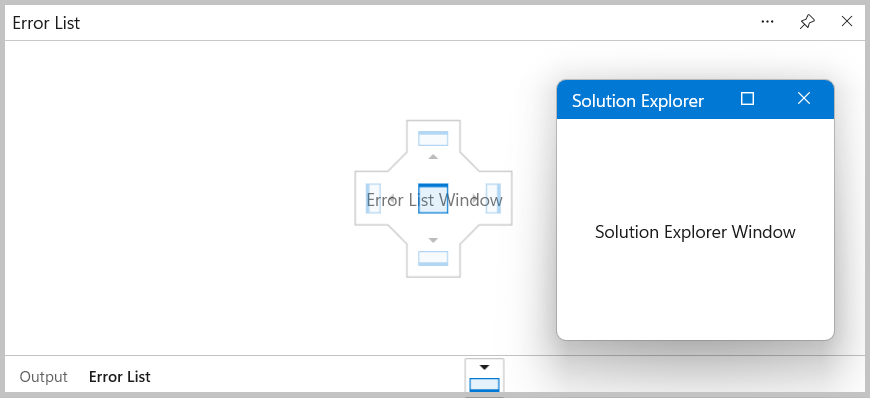 Error List
Solution Explorer
Error List Window
Solution Explorer Window
Output Error List